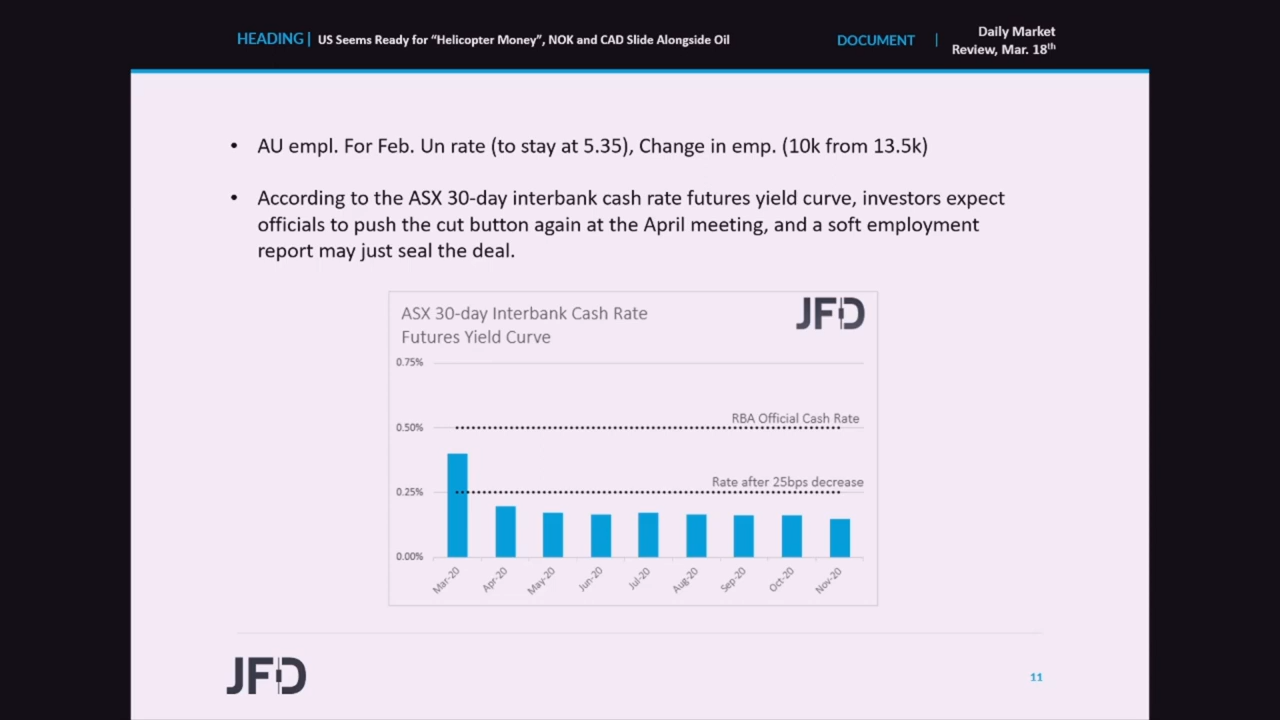 HEADING | US Seems Ready for “Helicopter Money”, NOK and CAD Slide Alongside Oil
DOCUMENT | Daily Market
Review, Mar. 18th
• AU empl. For Feb. Un rate (to stay at 5.35), Change in emp. (10k from 13.5k)
• According to the ASX 30-day interbank cash rate futures yield curve, investors expect
officials to push the cut button again at the April meeting, and a soft employment
report may just seal the deal.
ASX 30-day Interbank Cash Rate
Futures Yield Curve
JFD
0.75%
RBA Official Cash Rate
0.50%
Rate after 25bps decrease
0.25%
0.00%
Mar-20
Apr-20
May-20
Jun-20
Jul-20
Aug-20
Sep-20
Oct-20
Nov-20
JFD
11